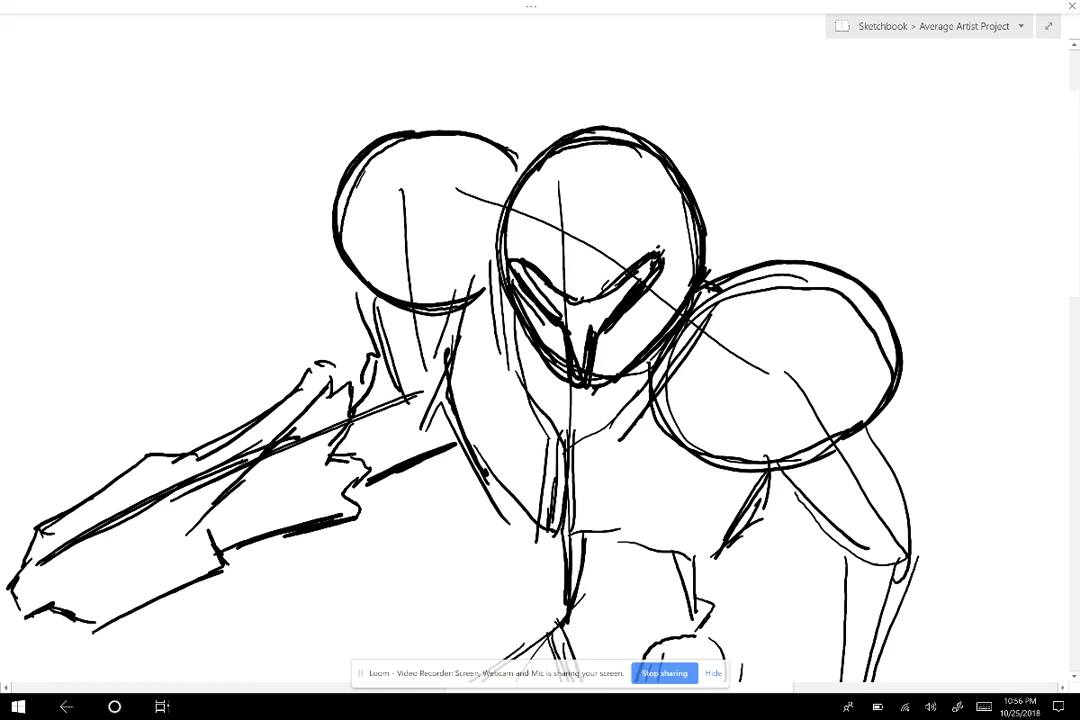 ...
Sketchbook > Average Artist Project
Loom - Video Recorder: Screen, Webcam and Mic is sharing your screen.
Stop sharing
Hide
10:56 PM
10/25/2018